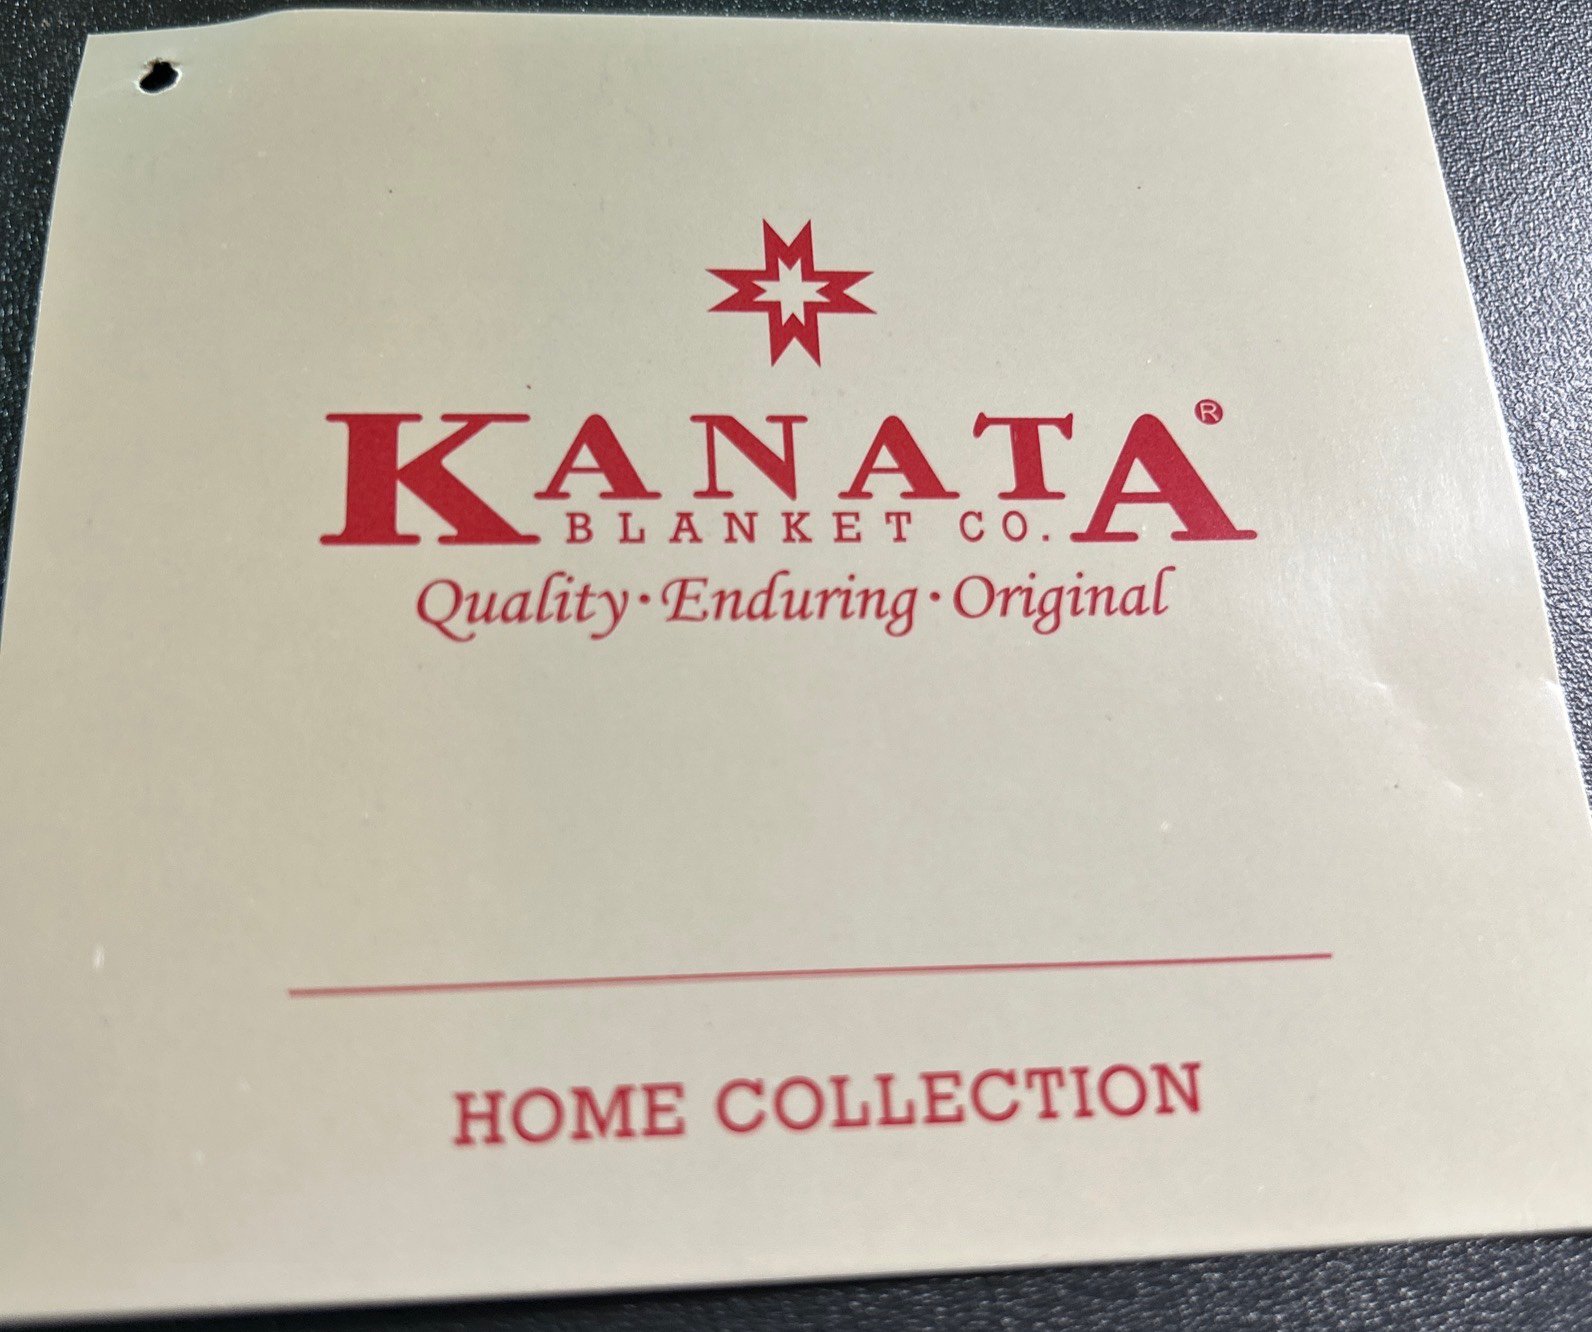 KANATA®
BLANKET CO.
Quality·Enduring·Original
HOME COLLECTION